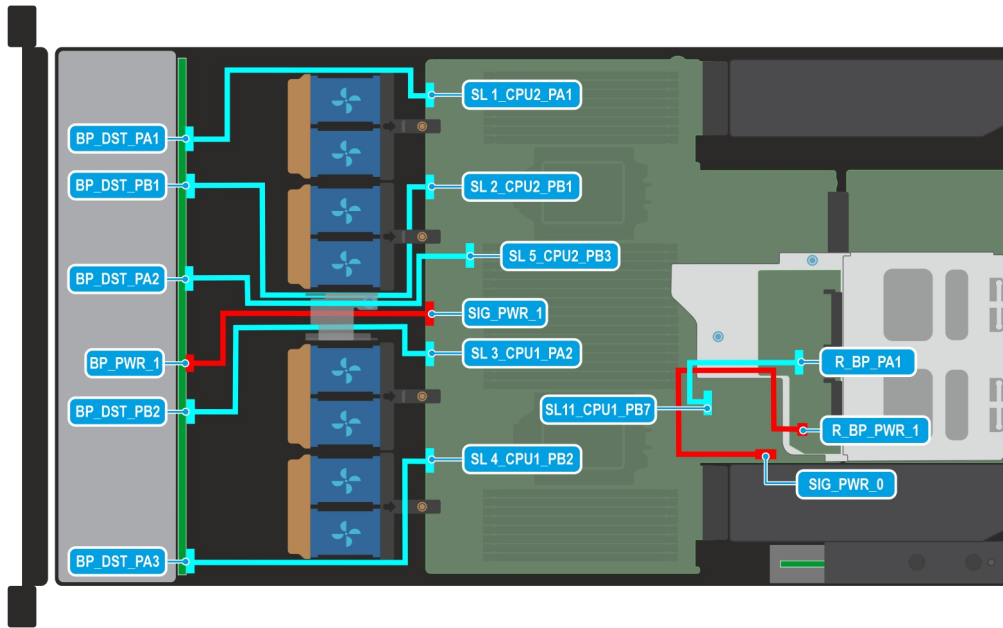 BP_DST_PA1
BP_DST_PB1
BP_DST_PA2
BP_PWR_1
BP_DST_PB2
BP_DST_PA3
SL 1_CPU2_PA1
SL 2_CPU2_PB1
SL 5_CPU2_PB3
SIG_PWR_1
SL 3_CPU1_PA2
SL 4_CPU1_PB2
SL11_CPU1_PB7
R_BP_PA1
R_BP_PWR_1
SIG_PWR_0